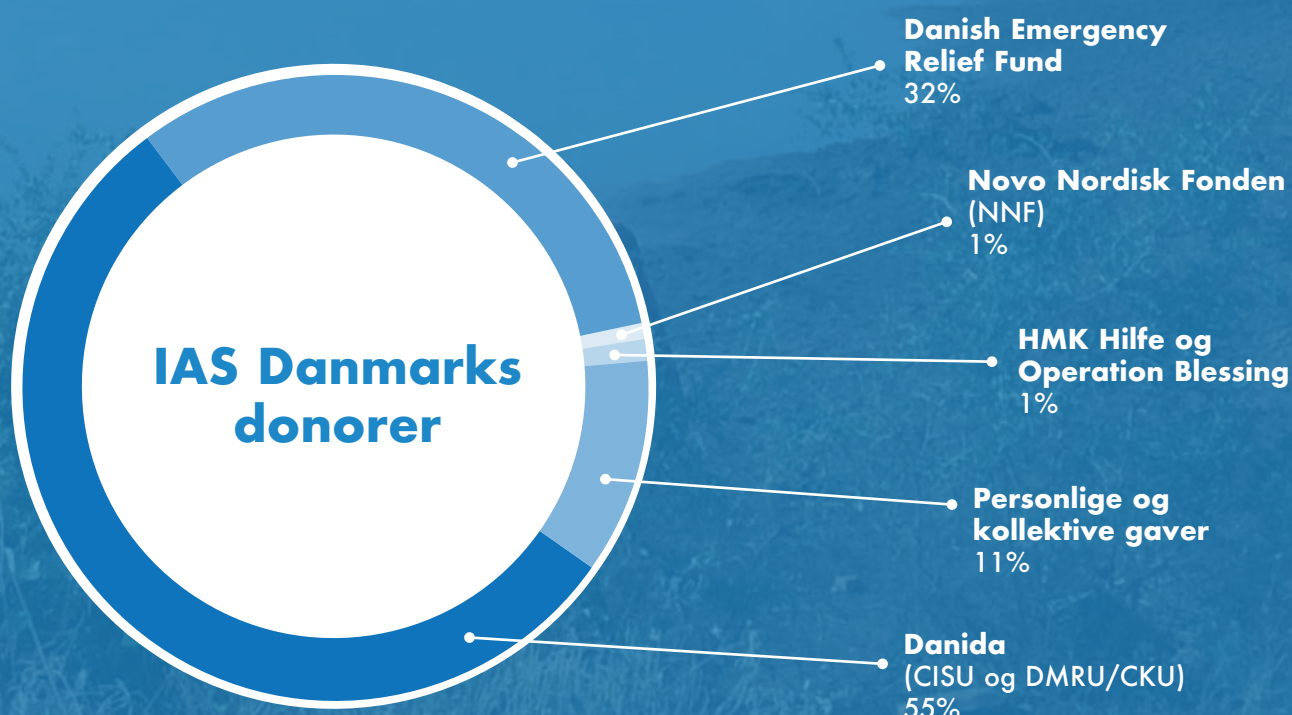 IAS Danmarks
donorer
Danish Emergency
Relief Fund
32%
Novo Nordisk Fonden
(NNF)
1%
HMK Hilfe og
Operation Blessing
1%
Personlige og
kollektive gaver
11%
Danida
(CISU og DMRU/CKU)
55%